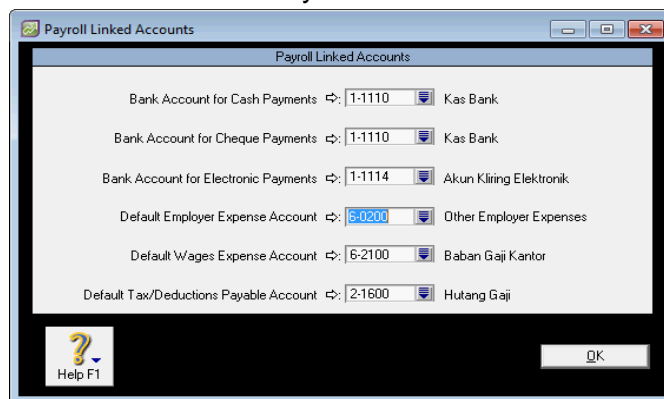 Payroll Linked Accounts
Payroll Linked Accounts
Bank Account for Cash Payments ⇨: 1-1110 Kas Bank
Bank Account for Cheque Payments ⇨: 1-1110 Kas Bank
Bank Account for Electronic Payments ⇨: 1-1114 Akun Kliring Elektronik
Default Employer Expense Account ⇨: 6-0200 Other Employer Expenses
Default Wages Expense Account ⇨: 6-2100 Baban Gaji Kantor
Default Tax/Deductions Payable Account ⇨: 2-1600 Hutang Gaji
Help F1
OK